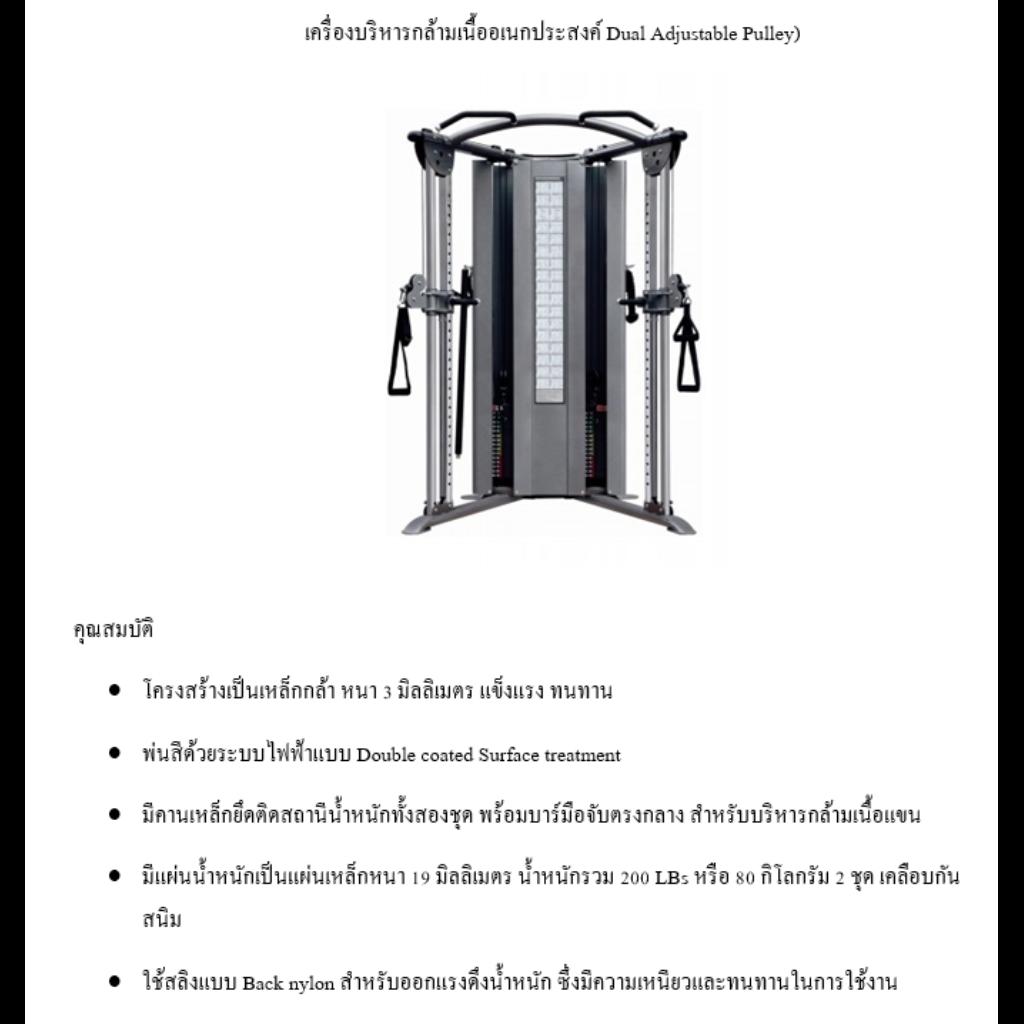 เครื่องบริหารกล้ามเนื้ออเนกประสงค์ Dual Adjustable Pulley)
คุณสมบัติ
● โครงสร้างเป็นเหล็กกล้า หนา 3 มิลลิเมตร แข็งแรง ทนทาน
● พ่นสีด้วยระบบไฟฟ้าแบบ Double coated Surface treatment
● มีคานเหล็กยึดติดสถานีน้ำหนักทั้งสองชุด พร้อมบาร์มือจับตรงกลาง สำหรับบริหารกล้ามเนื้อแขน
● มีแผ่นน้ำหนักเป็นแผ่นเหล็กหนา 19 มิลลิเมตร น้ำหนักรวม 200 LBs หรือ 80 กิโลกรัม 2 ชุด เคลือบกัน
สนิม
● ใช้สลิงแบบ Back nylon สำหรับออกแรงดึงน้ำหนัก ซึ่งมีความเหนียวและทนทานในการใช้งาน